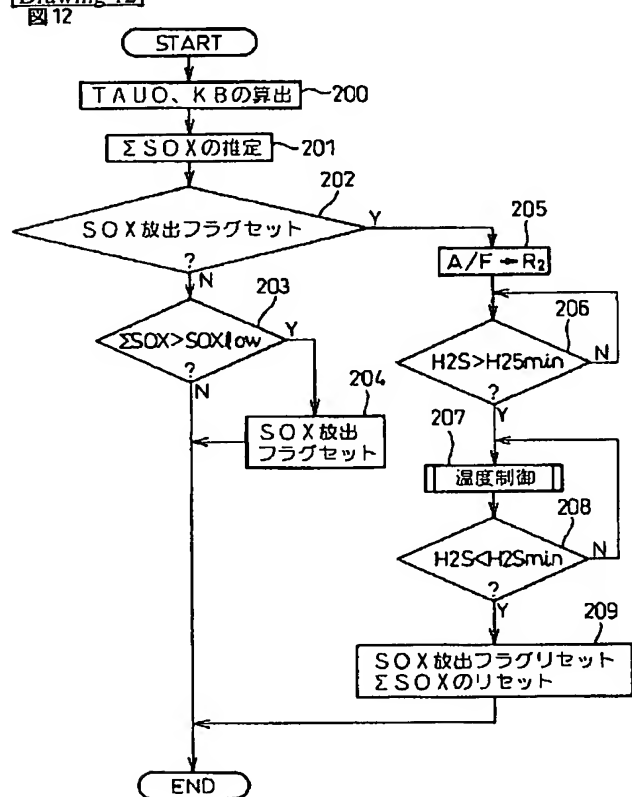 [Drawing 12]
図12
START
TAUO、KBの算出
200
ΣSOXの推定
201
202
SOX放出フラグセット
?
Y
N
203
ΣSOX>SOXlow
?
Y
N
204
SOX放出
フラグセット
205
A/F→R₂
206
H2S>H2Smin
?
N
Y
207
温度制御
208
H2S<H2Smin
?
N
Y
209
SOX放出フラグリセット
ΣSOXのリセット
END